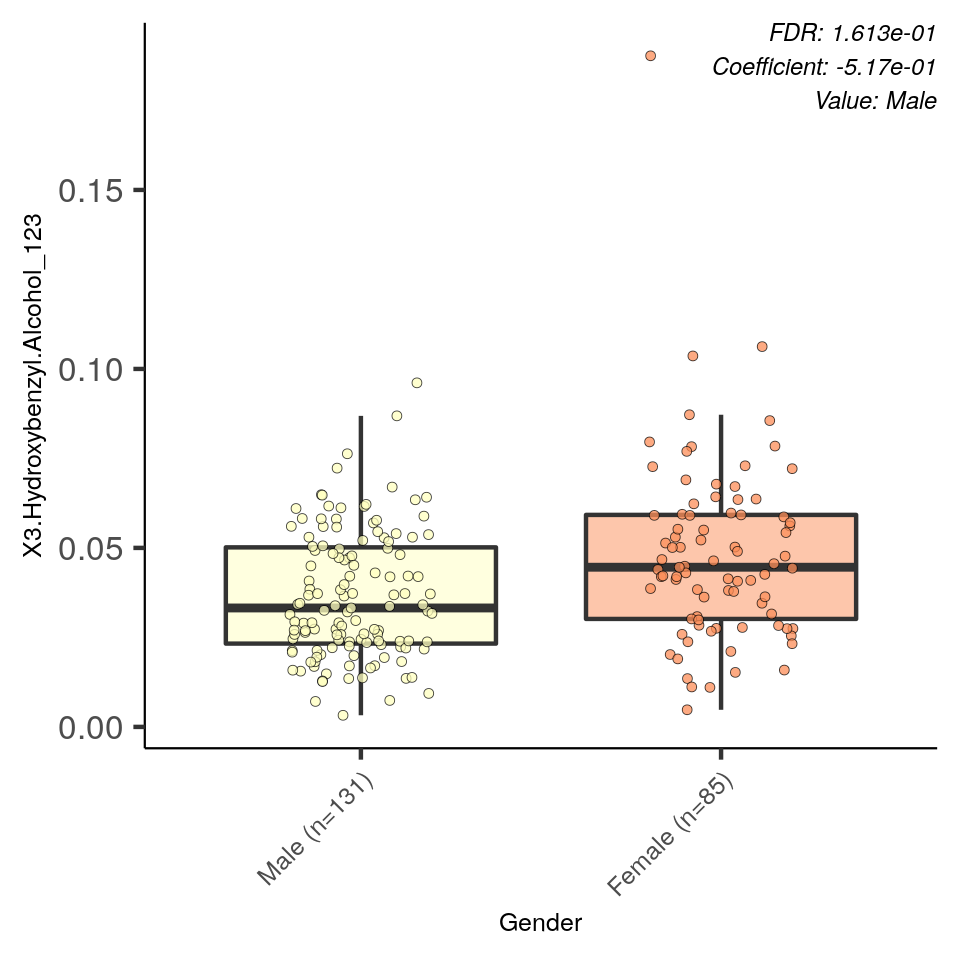 FDR: 1.613e-01
Coefficient: -5.17e-01
Value: Male
X3.Hydroxybenzyl.Alcohol_123
0.15
0.10
0.05
0.00
Male (n=131)
Female (n=85)
Gender